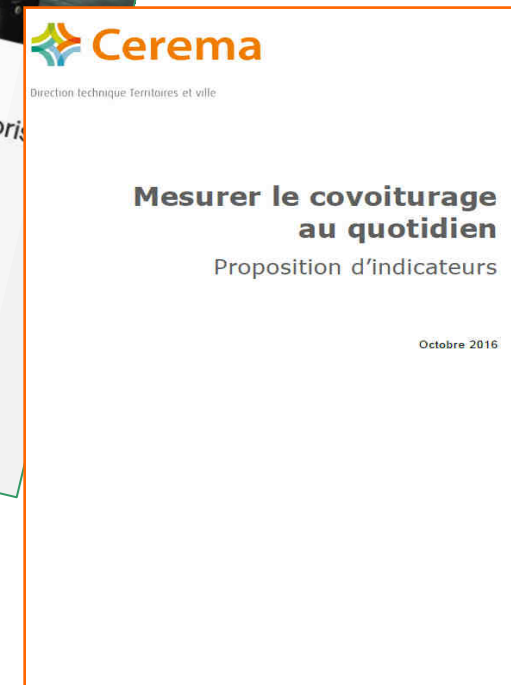 Cerema
Direction technique Territoires et ville
Mesurer le covoiturage
au quotidien
Proposition d'indicateurs
Octobre 2016